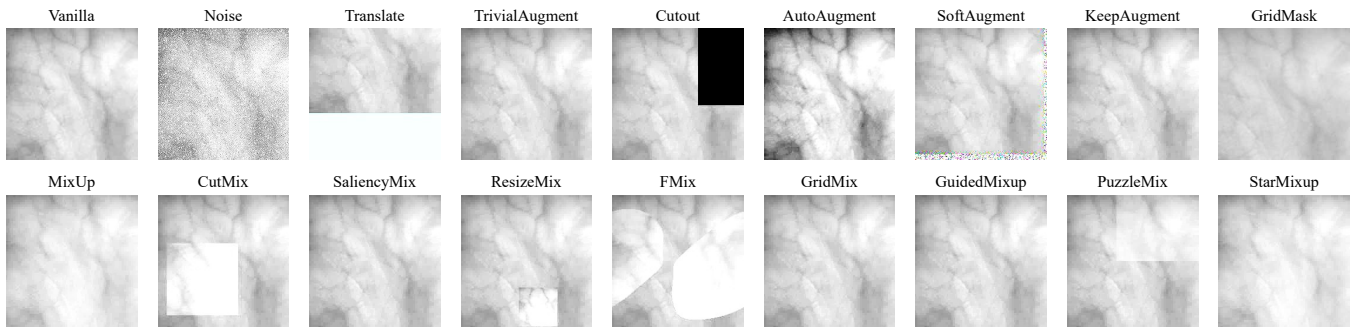 Vanilla Noise Translate TrivialAugment Cutout AutoAugment SoftAugment KeepAugment GridMask
MixUp CutMix SaliencyMix ResizeMix FMix GridMix GuidedMixup PuzzleMix StarMixup